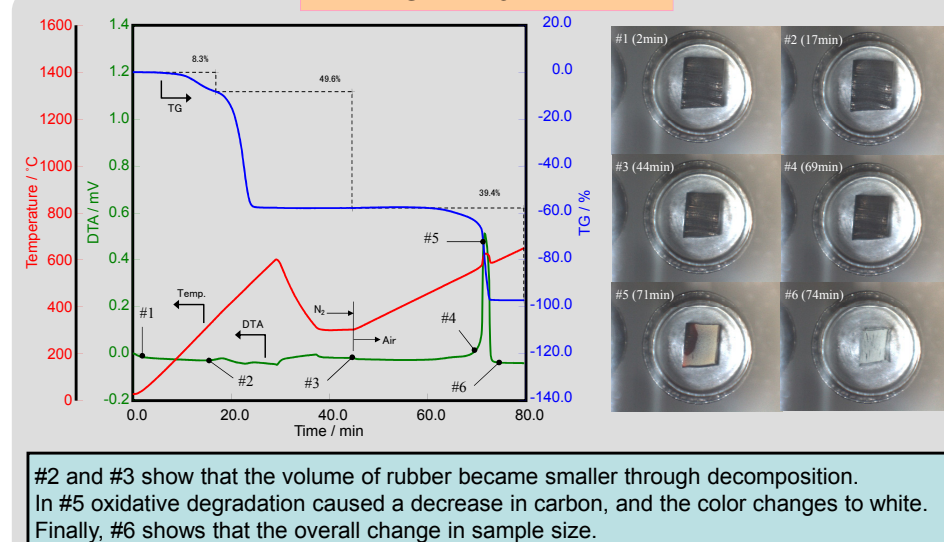 1600
1400
1200
1000
800
600
400
200
0
Temperature / °C
1.4
1.2
1.0
0.8
0.6
0.4
0.2
0.0
-0.2
DTA / mV
8.3%
49.6%
39.4%
TG
Temp.
DTA
N2
Air
#1
#2
#3
#4
#5
#6
0.0 20.0 40.0 60.0 80.0
Time / min
20.0
0.0
-20.0
-40.0
-60.0
-80.0
-100.0
-120.0
-140.0
TG / %
#1 (2min)
#2 (17min)
#3 (44min)
#4 (69min)
#5 (71min)
#6 (74min)
#2 and #3 show that the volume of rubber became smaller through decomposition.
In #5 oxidative degradation caused a decrease in carbon, and the color changes to white.
Finally, #6 shows that the overall change in sample size.